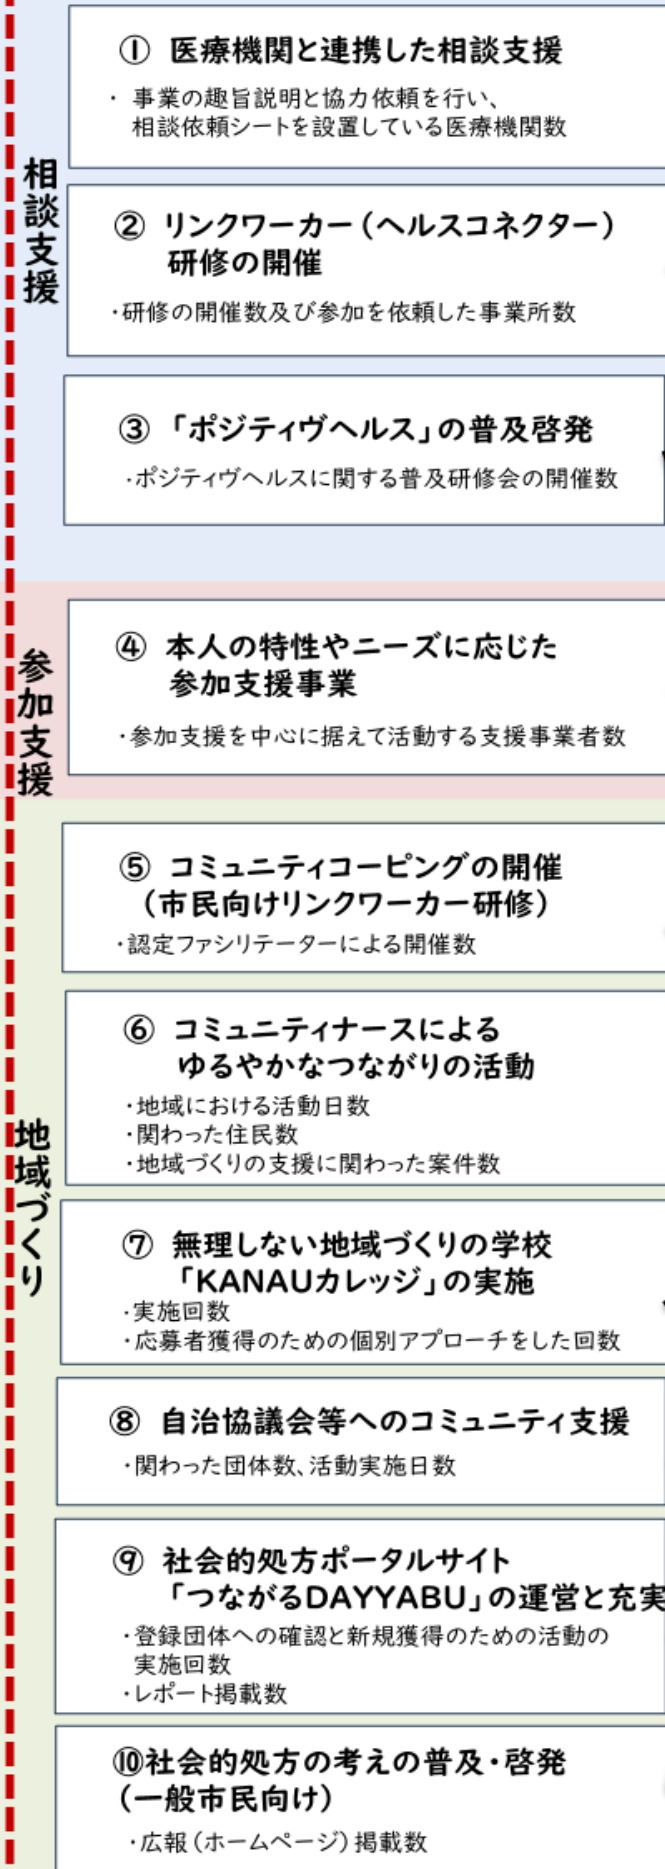 相談支援
① 医療機関と連携した相談支援
・ 事業の趣旨説明と協力依頼を行い、
相談依頼シートを設置している医療機関数
② リンクワーカー（ヘルスコネクター）
研修の開催
・研修の開催数及び参加を依頼した事業所数
③ 「ポジティヴヘルス」の普及啓発
・ポジティヴヘルスに関する普及研修会の開催数
参加支援
④ 本人の特性やニーズに応じた
参加支援事業
・参加支援を中心に据えて活動する支援事業者数
地域づくり
⑤ コミュニティコーピングの開催
（市民向けリンクワーカー研修）
・認定ファシリテーターによる開催数
⑥ コミュニティナースによる
ゆるやかなつながりの活動
・地域における活動日数
・関わった住民数
・地域づくりの支援に関わった案件数
⑦ 無理しない地域づくりの学校
「KANAUカレッジ」の実施
・実施回数
・応募者獲得のための個別アプローチをした回数
⑧ 自治協議会等へのコミュニティ支援
・関わった団体数、活動実施日数
⑨ 社会的処方ポータルサイト
「つながるDAYYABU」の運営と充実
・登録団体への確認と新規獲得のための活動の
実施回数
・レポート掲載数
⑩社会的処方の考えの普及・啓発
（一般市民向け）
・広報（ホームページ）掲載数